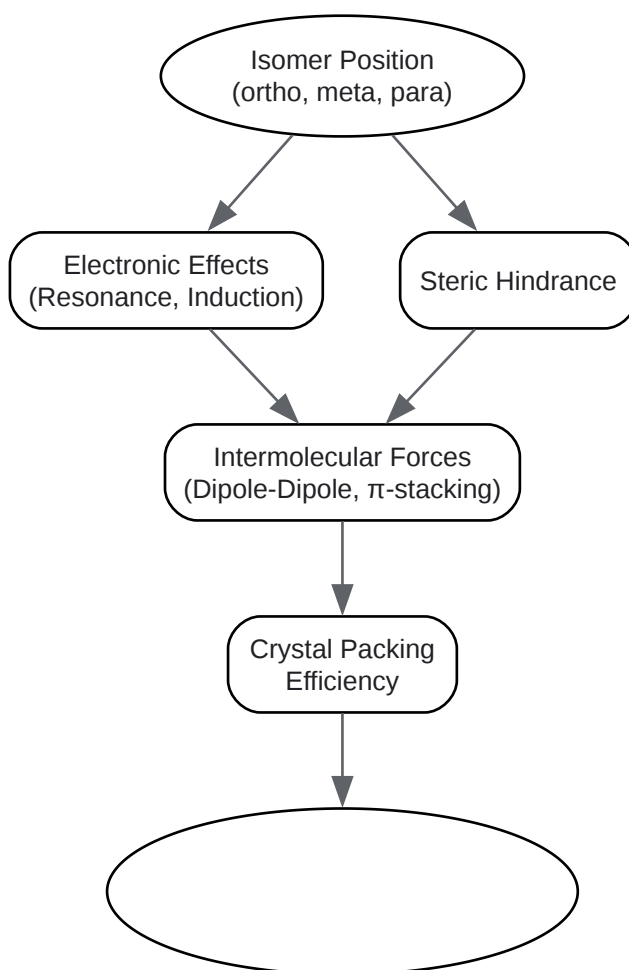 Isomer Position
(ortho, meta, para)
Electronic Effects
(Resonance, Induction)
Steric Hindrance
Intermolecular Forces
(Dipole-Dipole, π-stacking)
Crystal Packing
Efficiency